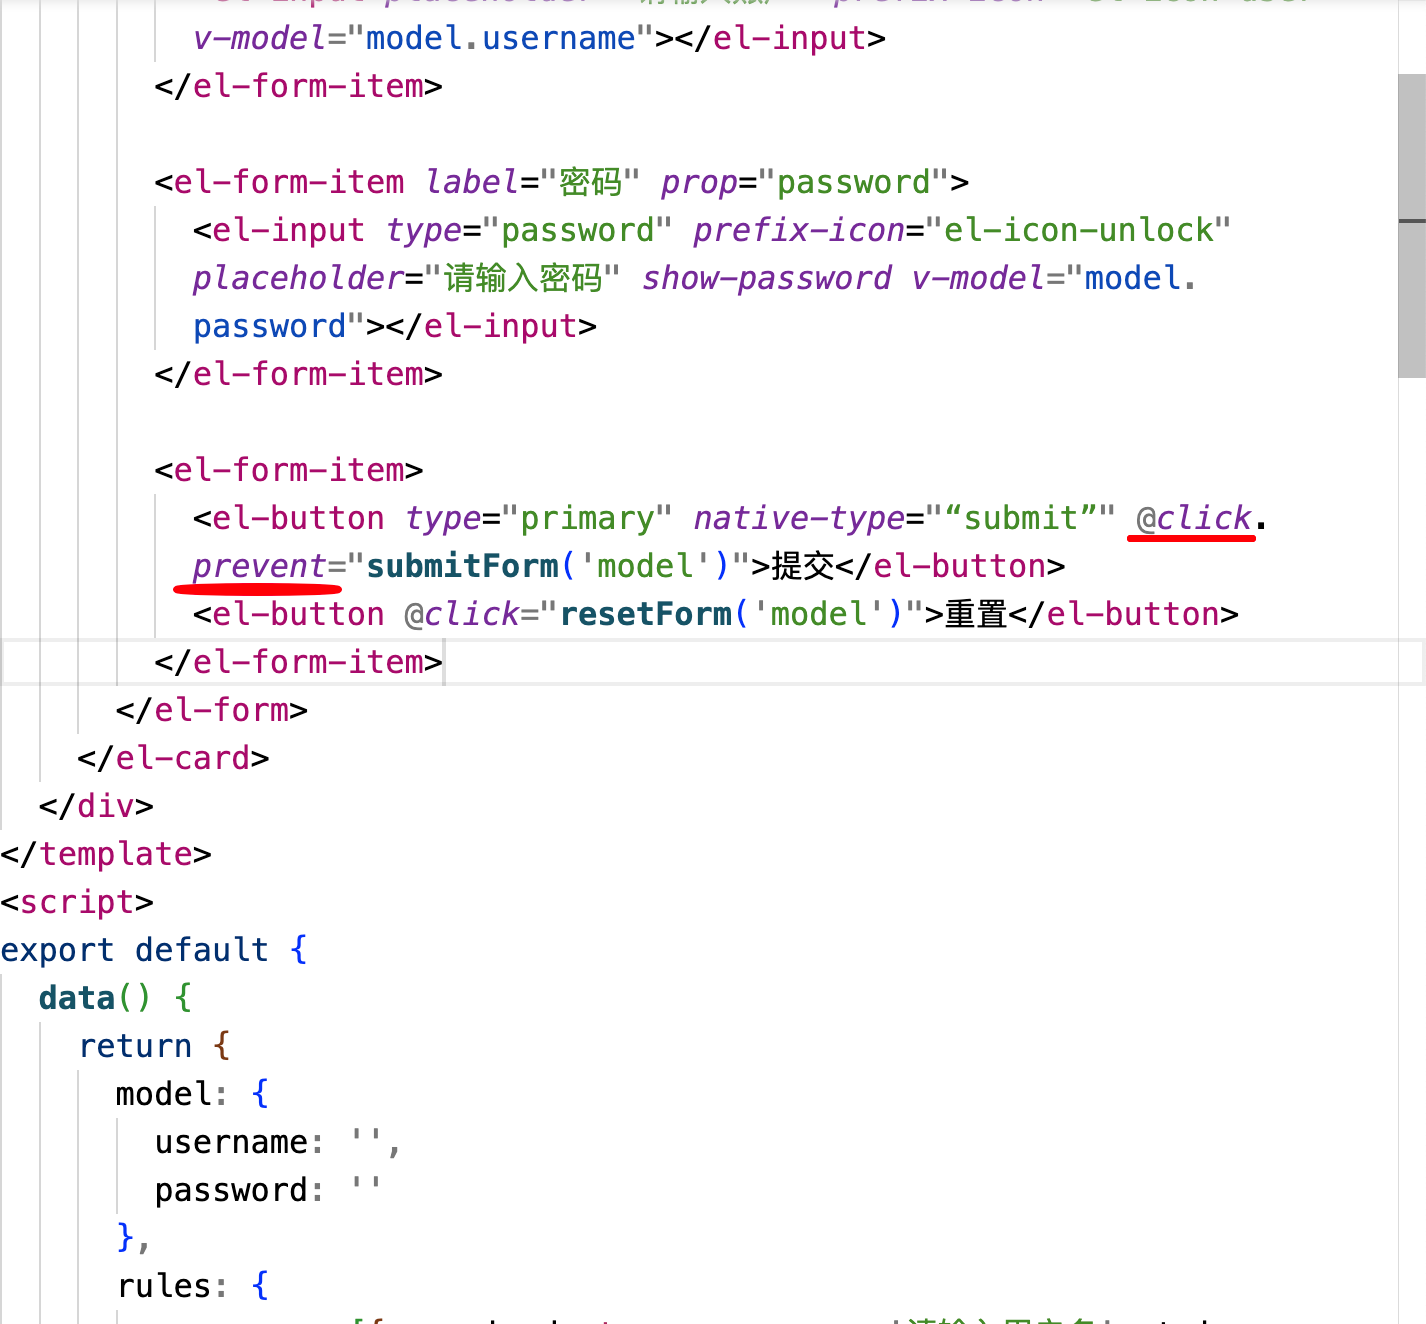 v-model="model.username"></el-input>
</el-form-item>
<el-form-item label="密码" prop="password">
<el-input type="password" prefix-icon="el-icon-unlock"
placeholder="请输入密码" show-password v-model="model.
password"></el-input>
</el-form-item>
<el-form-item>
<el-button type="primary" native-type="“submit”" @click.
prevent="submitForm('model')">提交</el-button>
<el-button @click="resetForm('model')">重置</el-button>
</el-form-item>
</el-form>
</el-card>
</div>
</template>
<script>
export default {
data() {
return {
model: {
username: '',
password: ''
},
rules: {